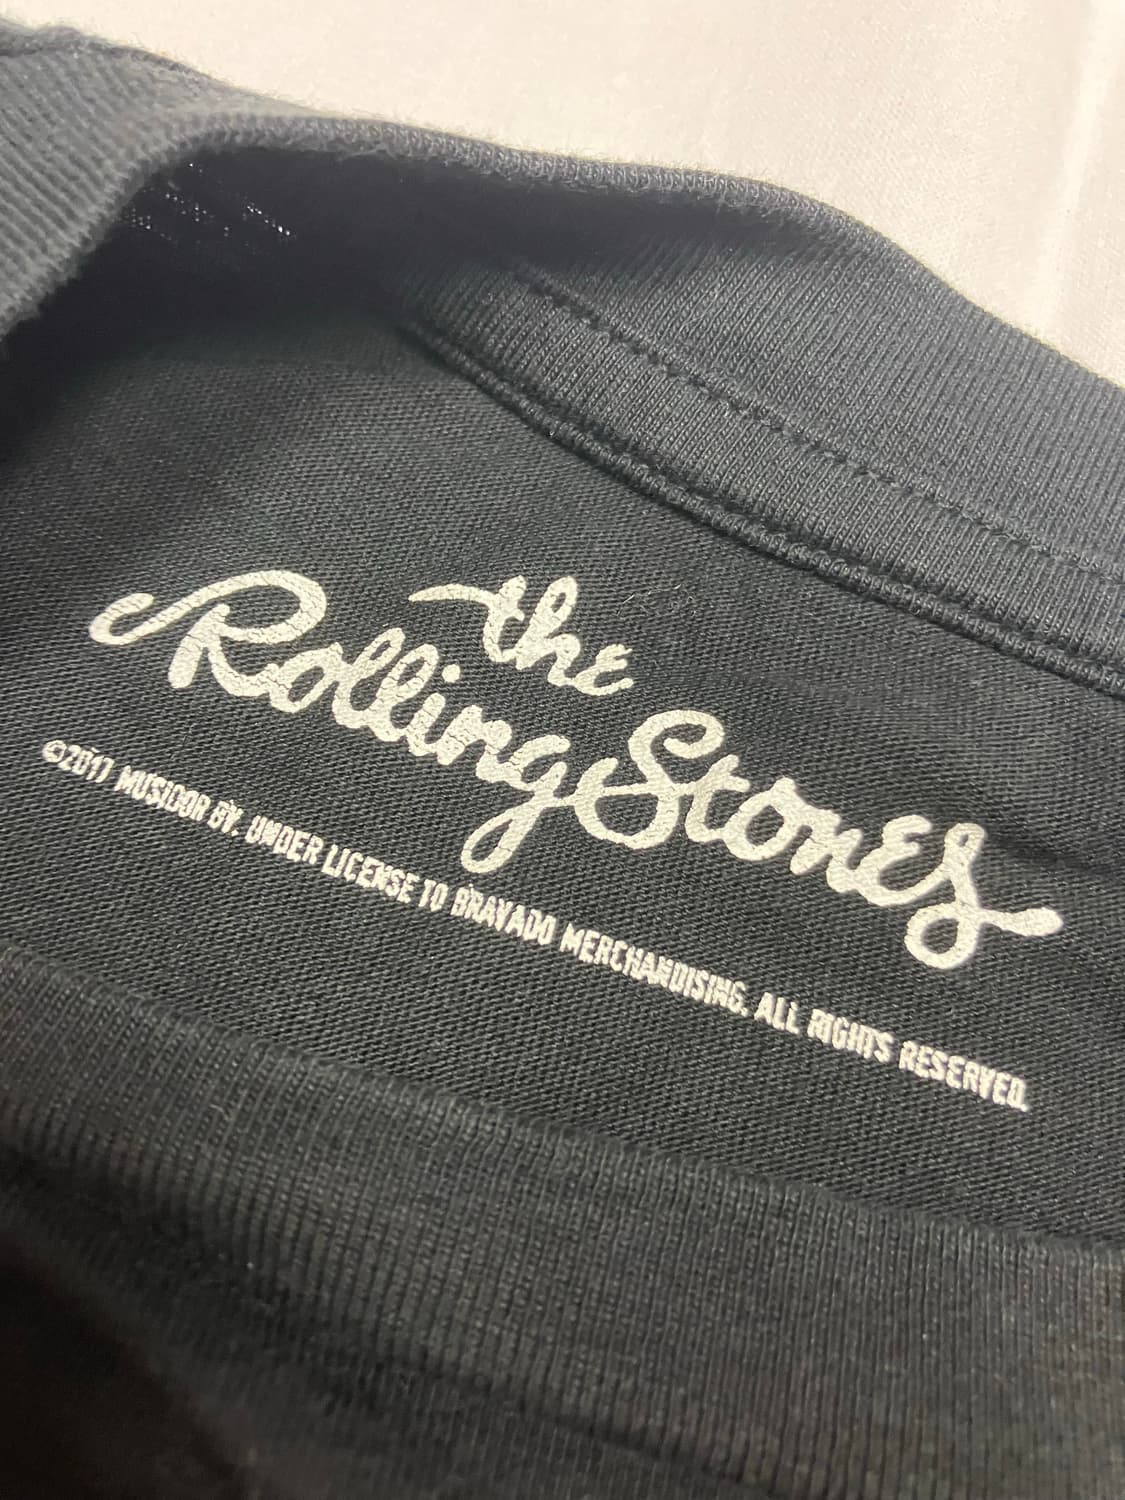 the
Rolling Stones
©2017 MUSIDOR BV. UNDER LICENSE TO BRAVADO MERCHANDISING. ALL RIGHTS RESERVED.